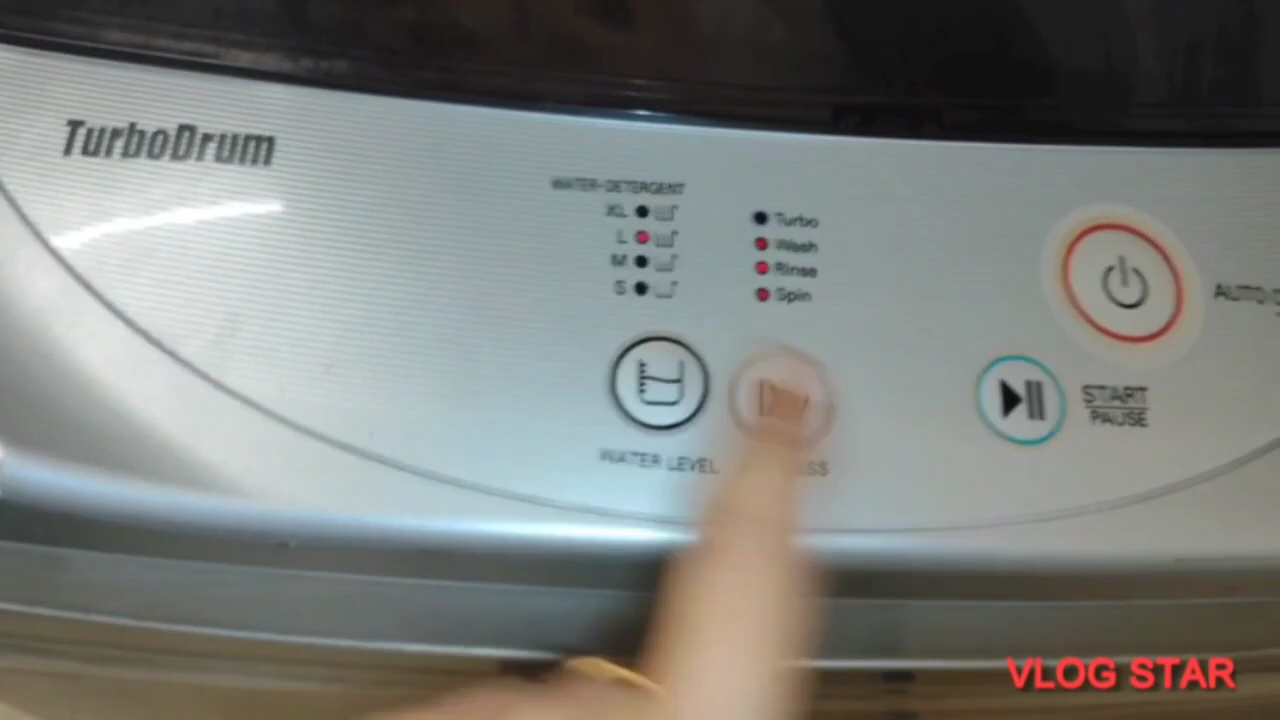 TurboDrum
WATER-DETERGENT
XL
L
M
S
Turbo
Wash
Rinse
Spin
WATER LEVEL
START
PAUSE
VLOG STAR